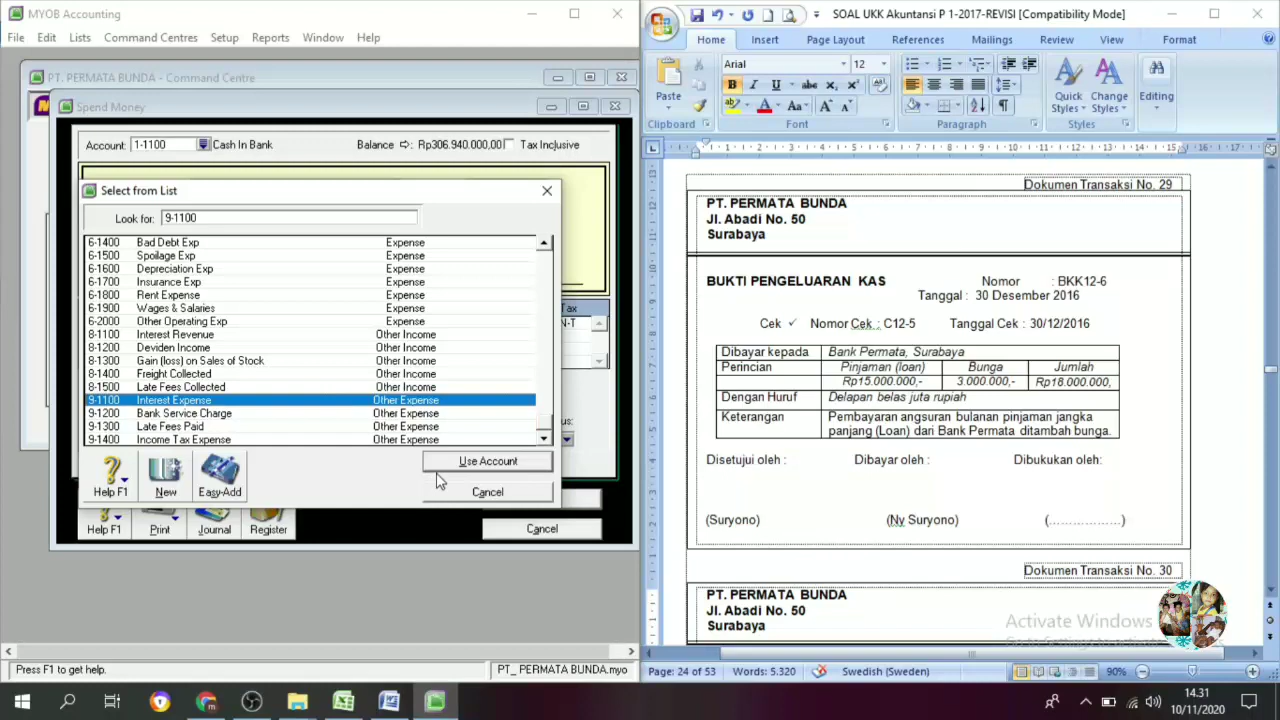 MYOB Accounting
File Edit Lists Command Centres Setup Reports Window Help
PT. PERMATA BUNDA - Command Centre
Spend Money
Account: 1-1100 Cash In Bank Balance Rp306.940.000,00 Tax Inclusive
Select from List
Look for: 9-1100
6-1400 Bad Debt Exp Expense
6-1500 Spoilage Exp Expense
6-1600 Depreciation Exp Expense
6-1700 Insurance Exp Expense
6-1800 Rent Expense Expense
6-1900 Wages & Salaries Expense
6-2000 Other Operating Exp Expense
8-1100 Interest Revenue Other Income
8-1200 Deviden Income Other Income
8-1300 Gain (loss) on Sales of Stock Other Income
8-1400 Freight Collected Other Income
8-1500 Late Fees Collected Other Income
9-1100 Interest Expense Other Expense
9-1200 Bank Service Charge Other Expense
9-1300 Late Fees Paid Other Expense
9-1400 Income Tax Expense Other Expense
Tax
N-T
us:
Use Account
Cancel
Help F1 New Easy-Add
Help F1 Print Journal Register
Cancel
Press F1 to get help. PT_ PERMATA BUNDA.myo
SOAL UKK Akuntansi P 1-2017-REVISI [Compatibility Mode]
Home Insert Page Layout References Mailings Review View Format
Paste
Clipboard
Arial 12
Font
Paragraph
Quick Styles
Change Styles
Styles
Editing
Dokumen Transaksi No. 29
PT. PERMATA BUNDA
Jl. Abadi No. 50
Surabaya
BUKTI PENGELUARAN KAS Nomor : BKK12-6
Tanggal : 30 Desember 2016
Cek ✓ Nomor Cek : C12-5 Tanggal Cek : 30/12/2016
Dibayar kepada Bank Permata, Surabaya
Perincian Pinjaman (loan) Bunga Jumlah
Rp15.000.000,- 3.000.000,- Rp18.000.000,
Dengan Huruf Delapan belas juta rupiah
Keterangan Pembayaran angsuran bulanan pinjaman jangka
panjang (Loan) dari Bank Permata ditambah bunga.
Disetujui oleh : Dibayar oleh : Dibukukan oleh:
(Suryono) (Ny Suryono) (………………)
Dokumen Transaksi No. 30
PT. PERMATA BUNDA
Jl. Abadi No. 50
Surabaya
Activate Windows
Page: 24 of 53 Words: 5.320 Swedish (Sweden) 90%
14.31
10/11/2020